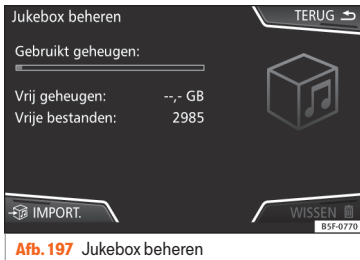 Jukebox beheren
TERUG
Gebruikt geheugen:
Vrij geheugen: --,- GB
Vrije bestanden: 2985
IMPORT.
WISSEN
B5F-0770
Afb. 197 Jukebox beheren